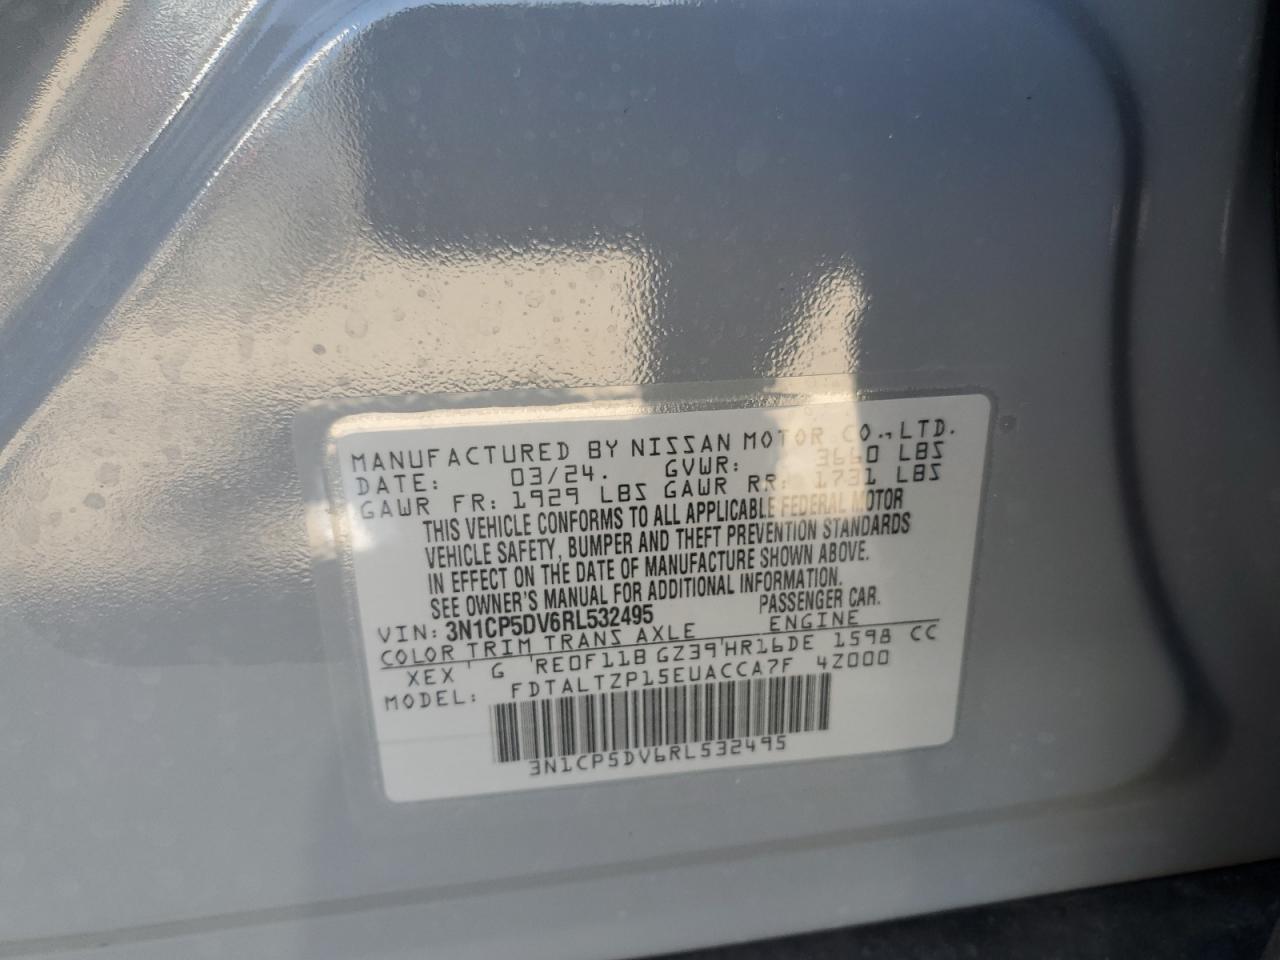 MANUFACTURED BY NISSAN MOTOR CO.,LTD.
DATE: 03/24. GVWR: 3660 LBS
GAWR FR: 1929 LBS GAWR RR: 1731 LBS
THIS VEHICLE CONFORMS TO ALL APPLICABLE FEDERAL MOTOR
VEHICLE SAFETY, BUMPER AND THEFT PREVENTION STANDARDS
IN EFFECT ON THE DATE OF MANUFACTURE SHOWN ABOVE.
SEE OWNER'S MANUAL FOR ADDITIONAL INFORMATION.
VIN: 3N1CP5DV6RL532495 PASSENGER CAR.
COLOR TRIM TRANS AXLE ENGINE
XEX ' G 'RE0F11B GZ39'HR16DE 1598 CC
MODEL: FDTALTZP15EUACCA7F 4Z000
3N1CP5DV6RL532495